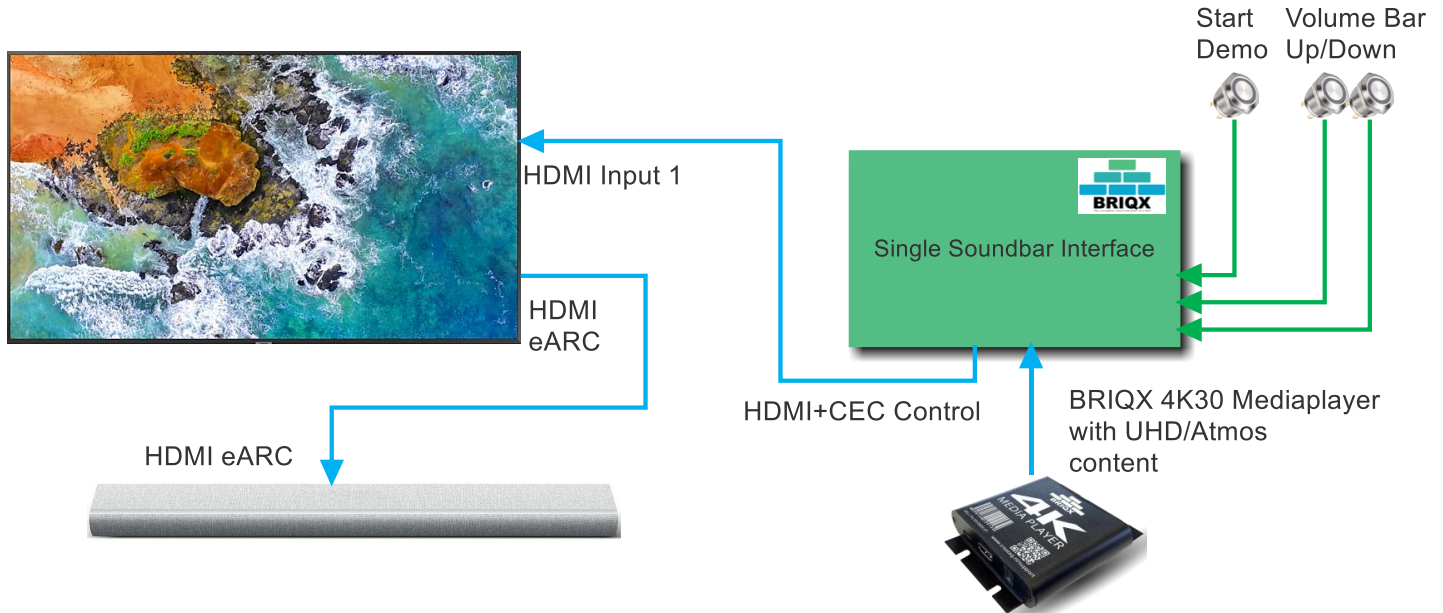 Start
Demo
Volume Bar
Up/Down
HDMI Input 1
BRIQX
Single Soundbar Interface
HDMI
eARC
HDMI eARC
HDMI+CEC Control
BRIQX 4K30 Mediaplayer
with UHD/Atmos
content
BRIQX
4K
MEDIA PLAYER